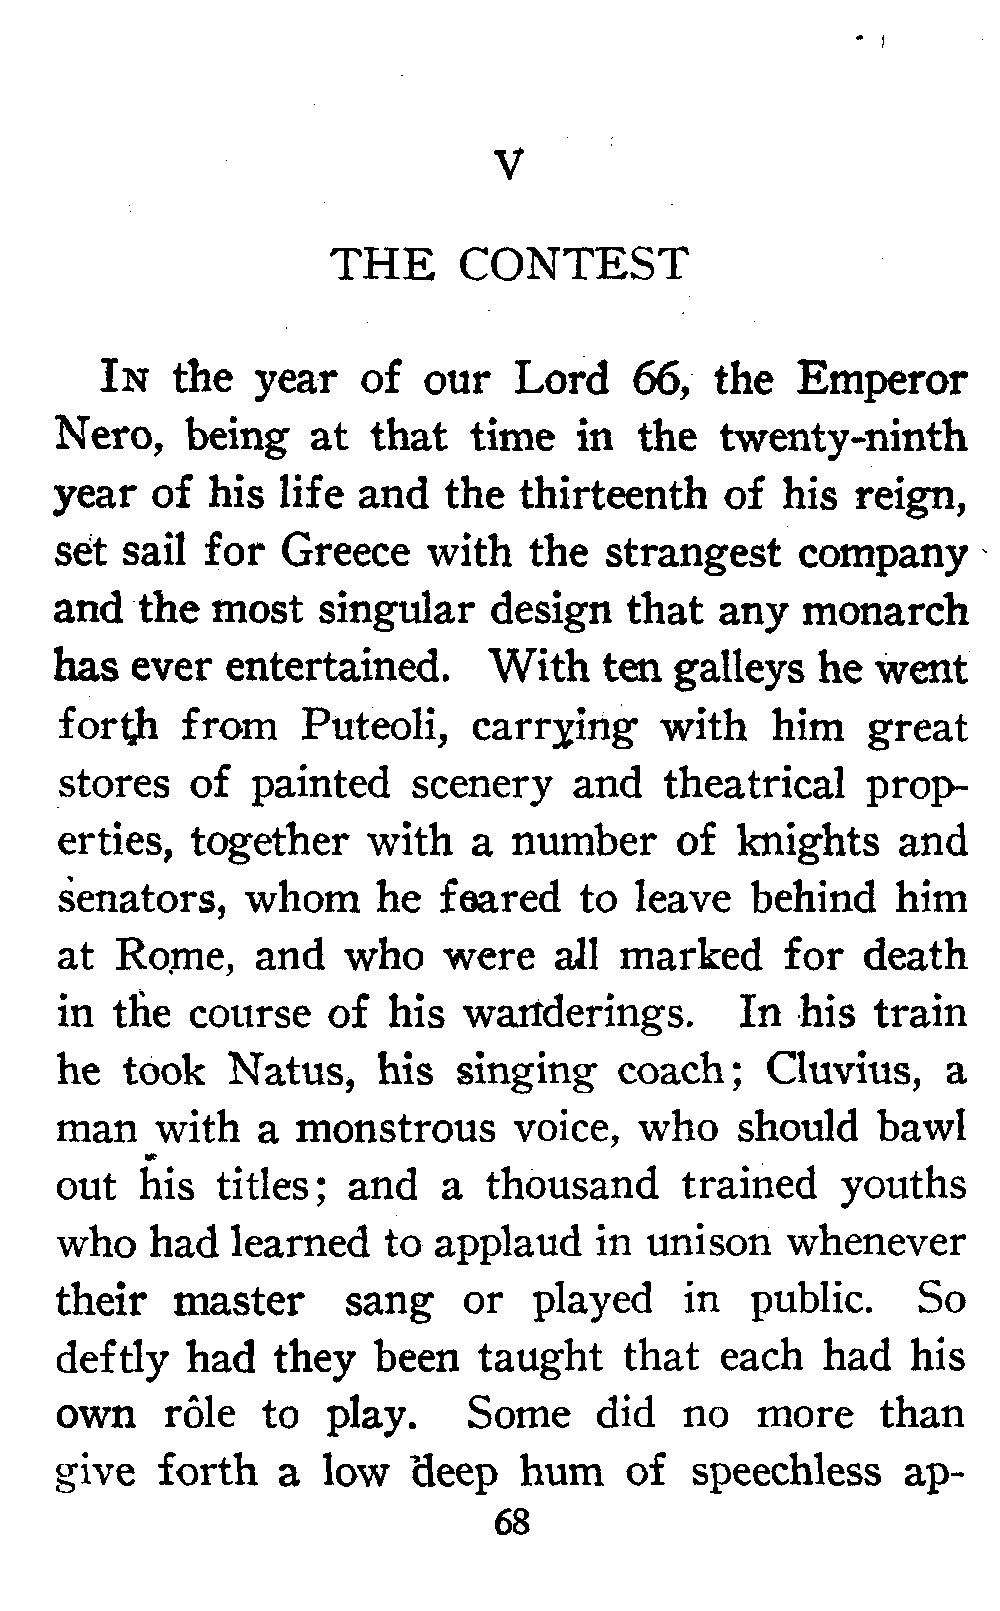 V
THE CONTEST
In the year of our Lord 66, the Emperor
Nero, being at that time in the twenty-ninth
year of his life and the thirteenth of his reign,
set sail for Greece with the strangest company
and the most singular design that any monarch
has ever entertained. With ten galleys he went
forth from Puteoli, carrying with him great
stores of painted scenery and theatrical prop-
erties, together with a number of knights and
senators, whom he feared to leave behind him
at Rome, and who were all marked for death
in the course of his wanderings. In his train
he took Natus, his singing coach; Cluvius, a
man with a monstrous voice, who should bawl
out his titles; and a thousand trained youths
who had learned to applaud in unison whenever
their master sang or played in public. So
deftly had they been taught that each had his
own rôle to play. Some did no more than
give forth a low deep hum of speechless ap-
68